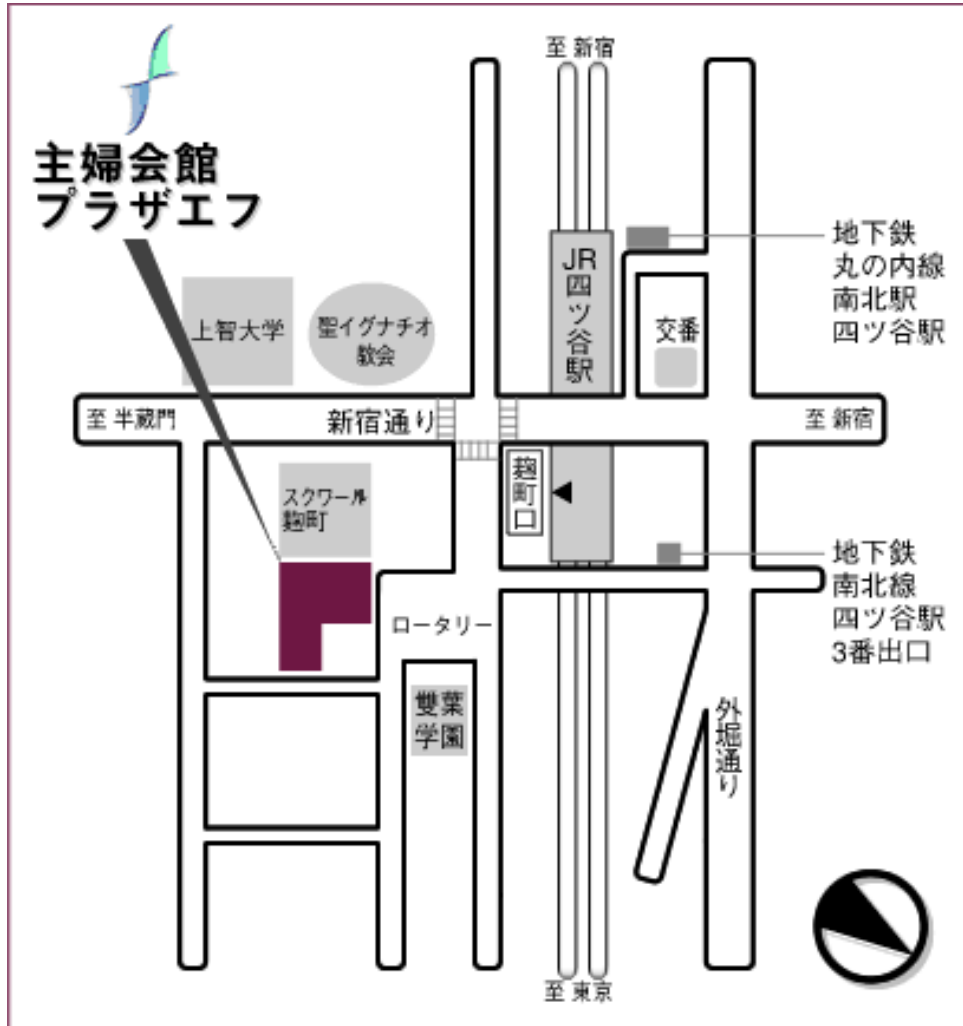 至 新宿
主婦会館
プラザエフ
地下鉄
丸の内線
南北駅
四ツ谷駅
JR四ツ谷駅
上智大学
聖イグナチオ
教会
交番
至 半蔵門
新宿通り
至 新宿
スクワール
麹町
麹町口
地下鉄
南北線
四ツ谷駅
3番出口
ロータリー
雙葉
学園
外堀通り
至 東京